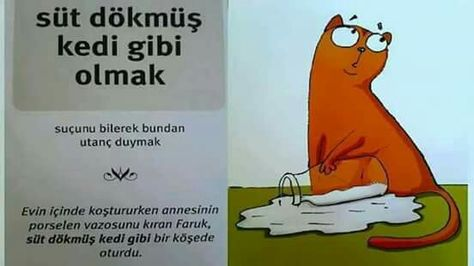 süt dökmüş
kedi gibi
olmak
suçunu bilerek bundan
utanç duymak
Evin içinde koştururken annesinin
porselen vazosunu kıran Faruk,
süt dökmüş kedi gibi bir köşede
oturdu.